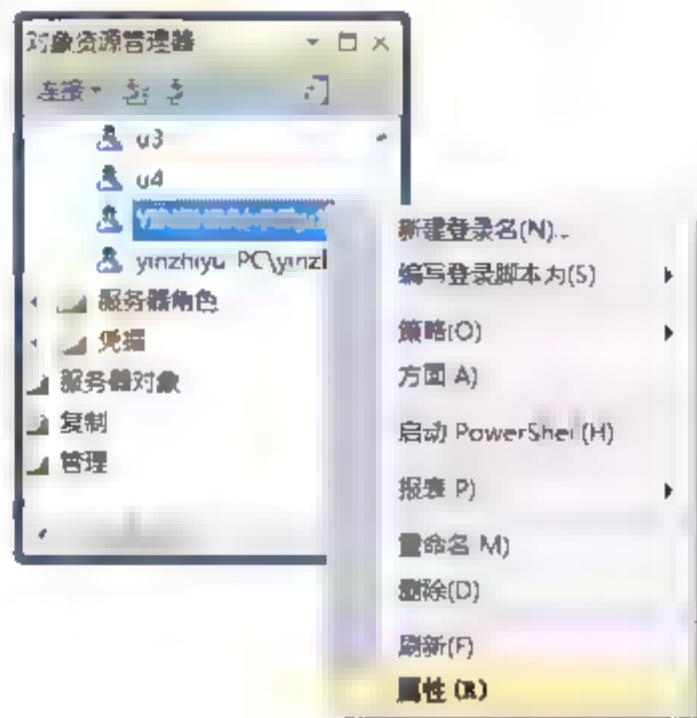 对象资源管理器
连接
u3
u4
yinzhiyu PC\yinzl
服务器角色
凭据
服务器对象
复制
管理
新建登录名(N)...
编写登录脚本为(S)
策略(O)
方面 A)
启动 PowerShell(H)
报表 P)
重命名 M)
删除(D)
刷新(F)
属性(R)